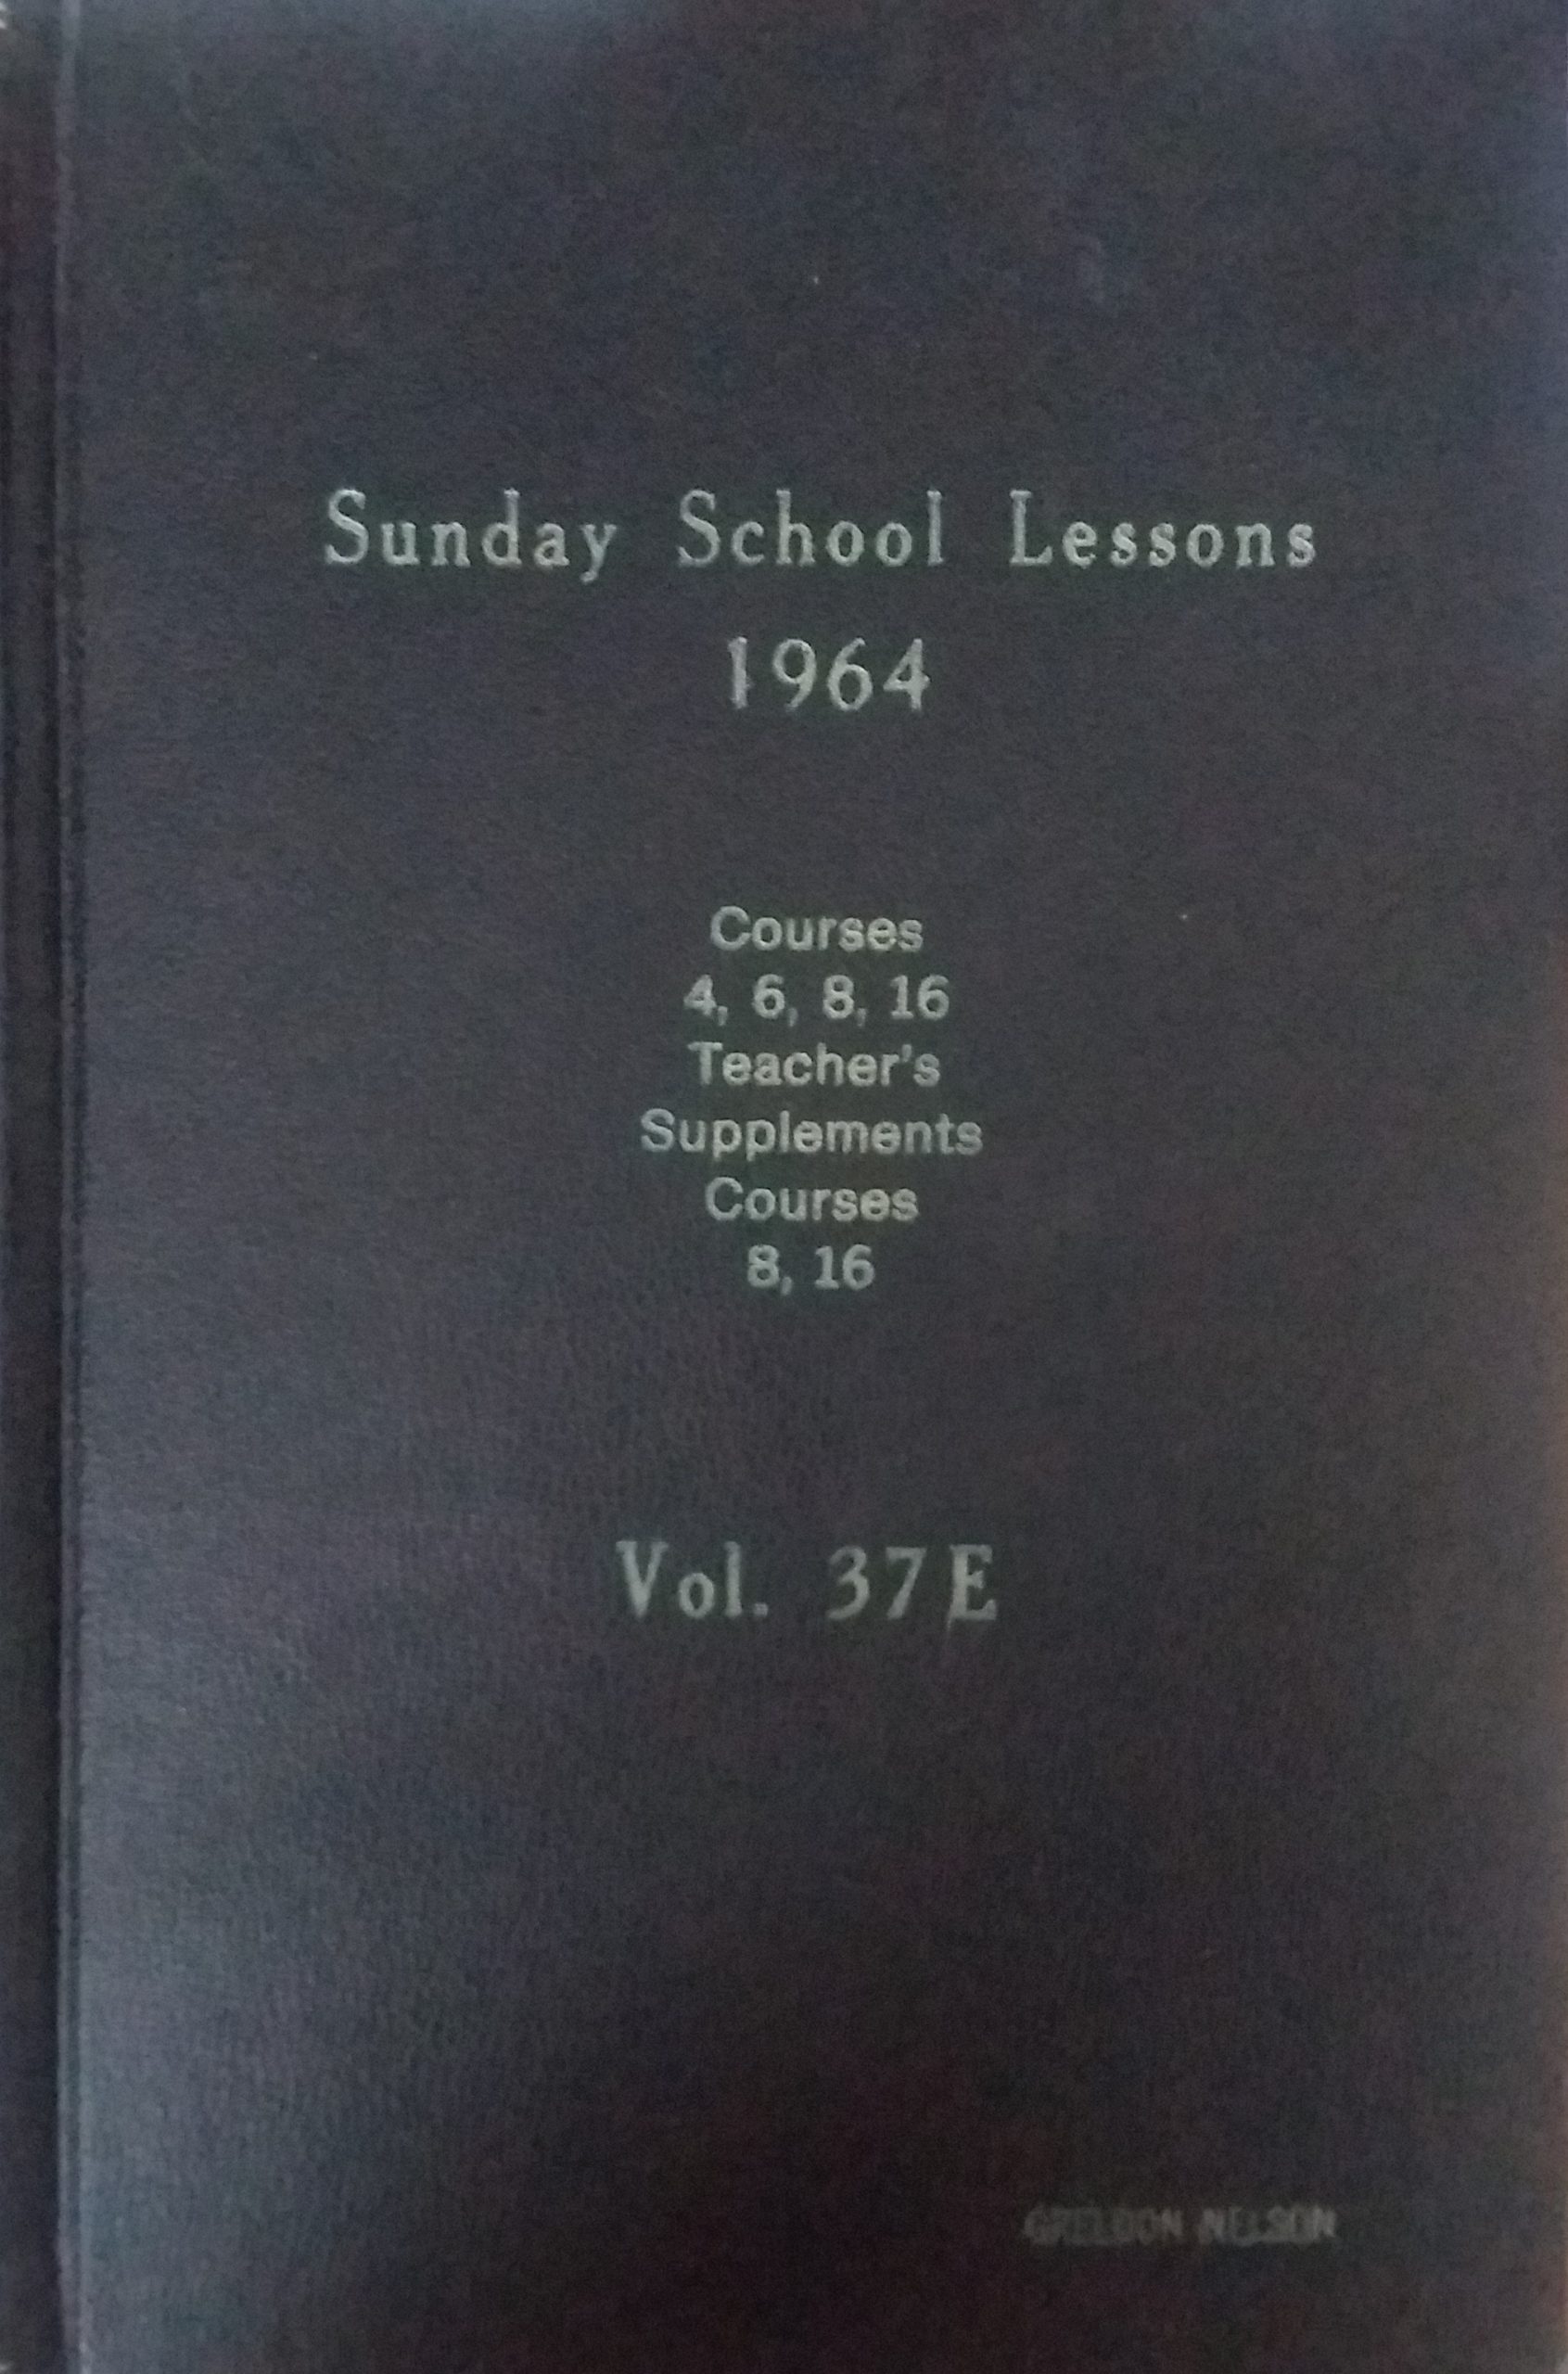 Sunday School Lessons
1964
Courses
4, 6, 8, 16
Teacher's
Supplements
Courses
8, 16
Vol. 37E
GRELDON NELSON